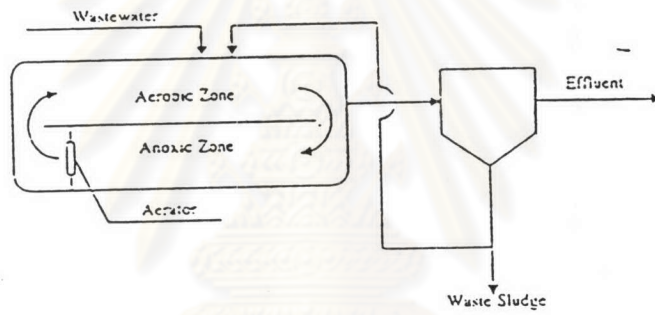 Wastewater
Effluent
Aerobic Zone
Anoxic Zone
Aerator
Waste Sludge